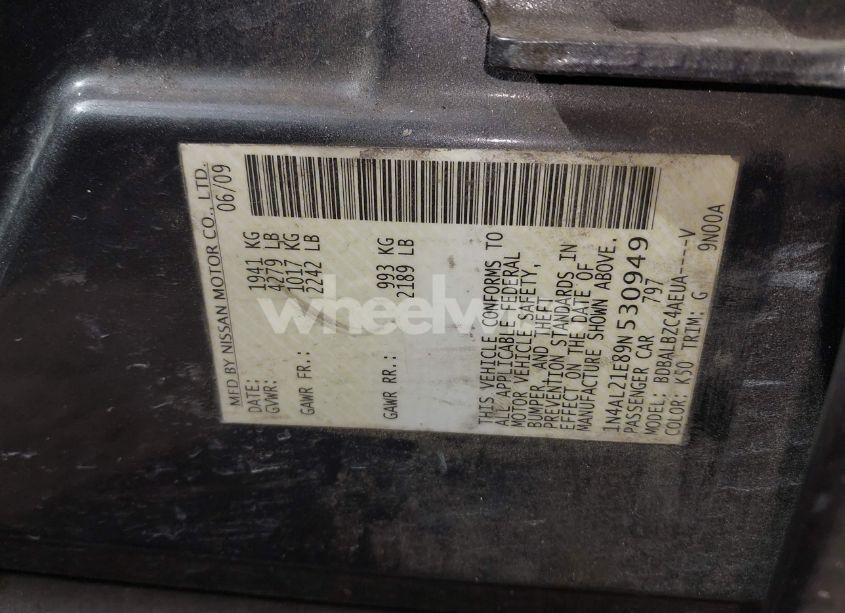 MFD BY NISSAN MOTOR CO., LTD.
DATE: 06/09
GVWR: 1941 KG
4279 LB
GAWR FR.: 1017 KG
2242 LB
GAWR RR.: 993 KG
2189 LB
THIS VEHICLE CONFORMS TO
ALL APPLICABLE FEDERAL
MOTOR VEHICLE SAFETY,
BUMPER, AND THEFT
PREVENTION STANDARDS IN
EFFECT ON THE DATE OF
MANUFACTURE SHOWN ABOVE.
1N4AL21E89N530949
PASSENGER CAR 797
MODEL: BDBALBZC4AEUA----V
COLOR: K50 TRIM: G 9N00A
wheelwise